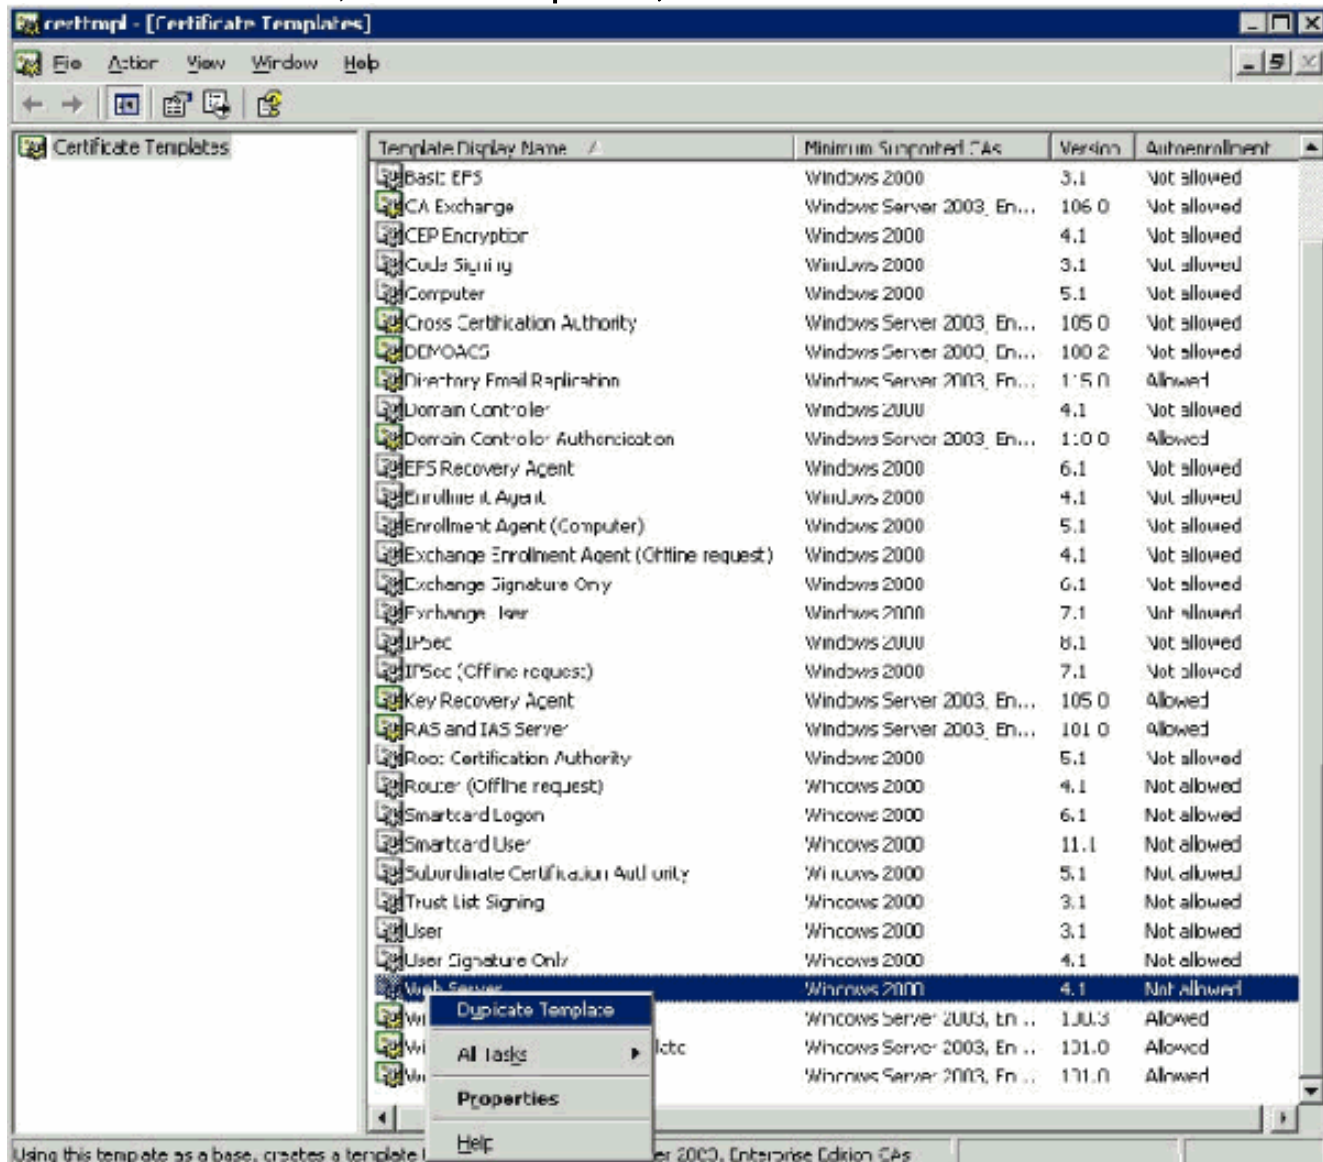 certtmpl - [Certificate Templates]
File Action View Window Help
Certificate Templates
Template Display Name Minimum Supported CAs Version Autoenrollment
Basic EFS Windows 2000 3.1 Not allowed
CA Exchange Windows Server 2003, En... 106.0 Not allowed
CEP Encryption Windows 2000 4.1 Not allowed
Code Signing Windows 2000 3.1 Not allowed
Computer Windows 2000 5.1 Not allowed
Cross Certification Authority Windows Server 2003, En... 105.0 Not allowed
DEMOACS Windows Server 2003, En... 100.2 Not allowed
Directory Email Replication Windows Server 2003, En... 115.0 Allowed
Domain Controller Windows 2000 4.1 Not allowed
Domain Controller Authentication Windows Server 2003, En... 110.0 Allowed
EFS Recovery Agent Windows 2000 6.1 Not allowed
Enrollment Agent Windows 2000 4.1 Not allowed
Enrollment Agent (Computer) Windows 2000 5.1 Not allowed
Exchange Enrollment Agent (Offline request) Windows 2000 4.1 Not allowed
Exchange Signature Only Windows 2000 6.1 Not allowed
Exchange User Windows 2000 7.1 Not allowed
IPSec Windows 2000 8.1 Not allowed
IPSec (Offline request) Windows 2000 7.1 Not allowed
Key Recovery Agent Windows Server 2003, En... 105.0 Allowed
RAS and IAS Server Windows Server 2003, En... 101.0 Allowed
Root Certification Authority Windows 2000 5.1 Not allowed
Router (Offline request) Windows 2000 4.1 Not allowed
Smartcard Logon Windows 2000 6.1 Not allowed
Smartcard User Windows 2000 11.1 Not allowed
Subordinate Certification Authority Windows 2000 5.1 Not allowed
Trust List Signing Windows 2000 3.1 Not allowed
User Windows 2000 3.1 Not allowed
User Signature Only Windows 2000 4.1 Not allowed
Web Server Windows 2000 4.1 Not allowed
Windows Server 2003, En... 100.3 Allowed
Windows Server 2003, En... 101.0 Allowed
Windows Server 2003, En... 101.0 Allowed
Duplicate Template
All Tasks
Properties
Help
Using this template as a base, creates a template er 2003, Enterprise Edition CAs